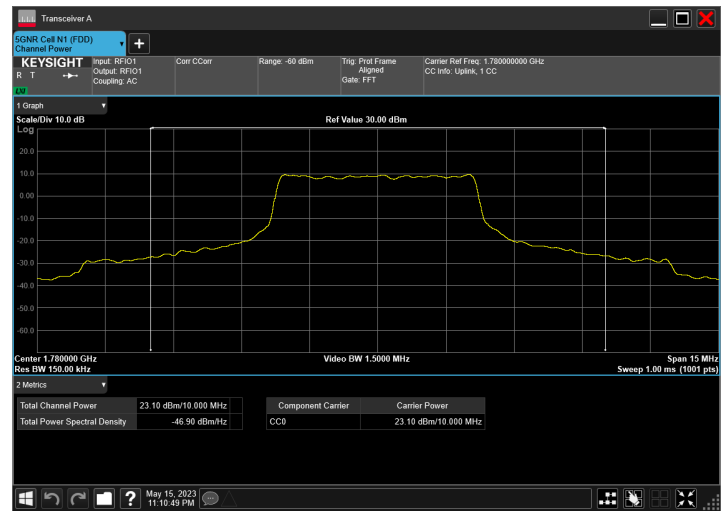 Transceiver A
5GNR Cell N1 (FDD)
Channel Power
KEYSIGHT
R T
LXI
Input: RFIO1
Output: RFIO1
Coupling: AC
Corr CCorr
Range: -60 dBm
Trig: Prot Frame
Aligned
Gate: FFT
Carrier Ref Freq: 1.780000000 GHz
CC Info: Uplink, 1 CC
1 Graph
Scale/Div 10.0 dB
Ref Value 30.00 dBm
Log
20.0
10.0
0.00
-10.0
-20.0
-30.0
-40.0
-50.0
-60.0
Center 1.780000 GHz
Video BW 1.5000 MHz
Span 15 MHz
Res BW 150.00 kHz
Sweep 1.00 ms (1001 pts)
2 Metrics
Total Channel Power 23.10 dBm/10.000 MHz
Total Power Spectral Density -46.90 dBm/Hz
Component Carrier Carrier Power
CC0 23.10 dBm/10.000 MHz
May 15, 2023
11:10:49 PM